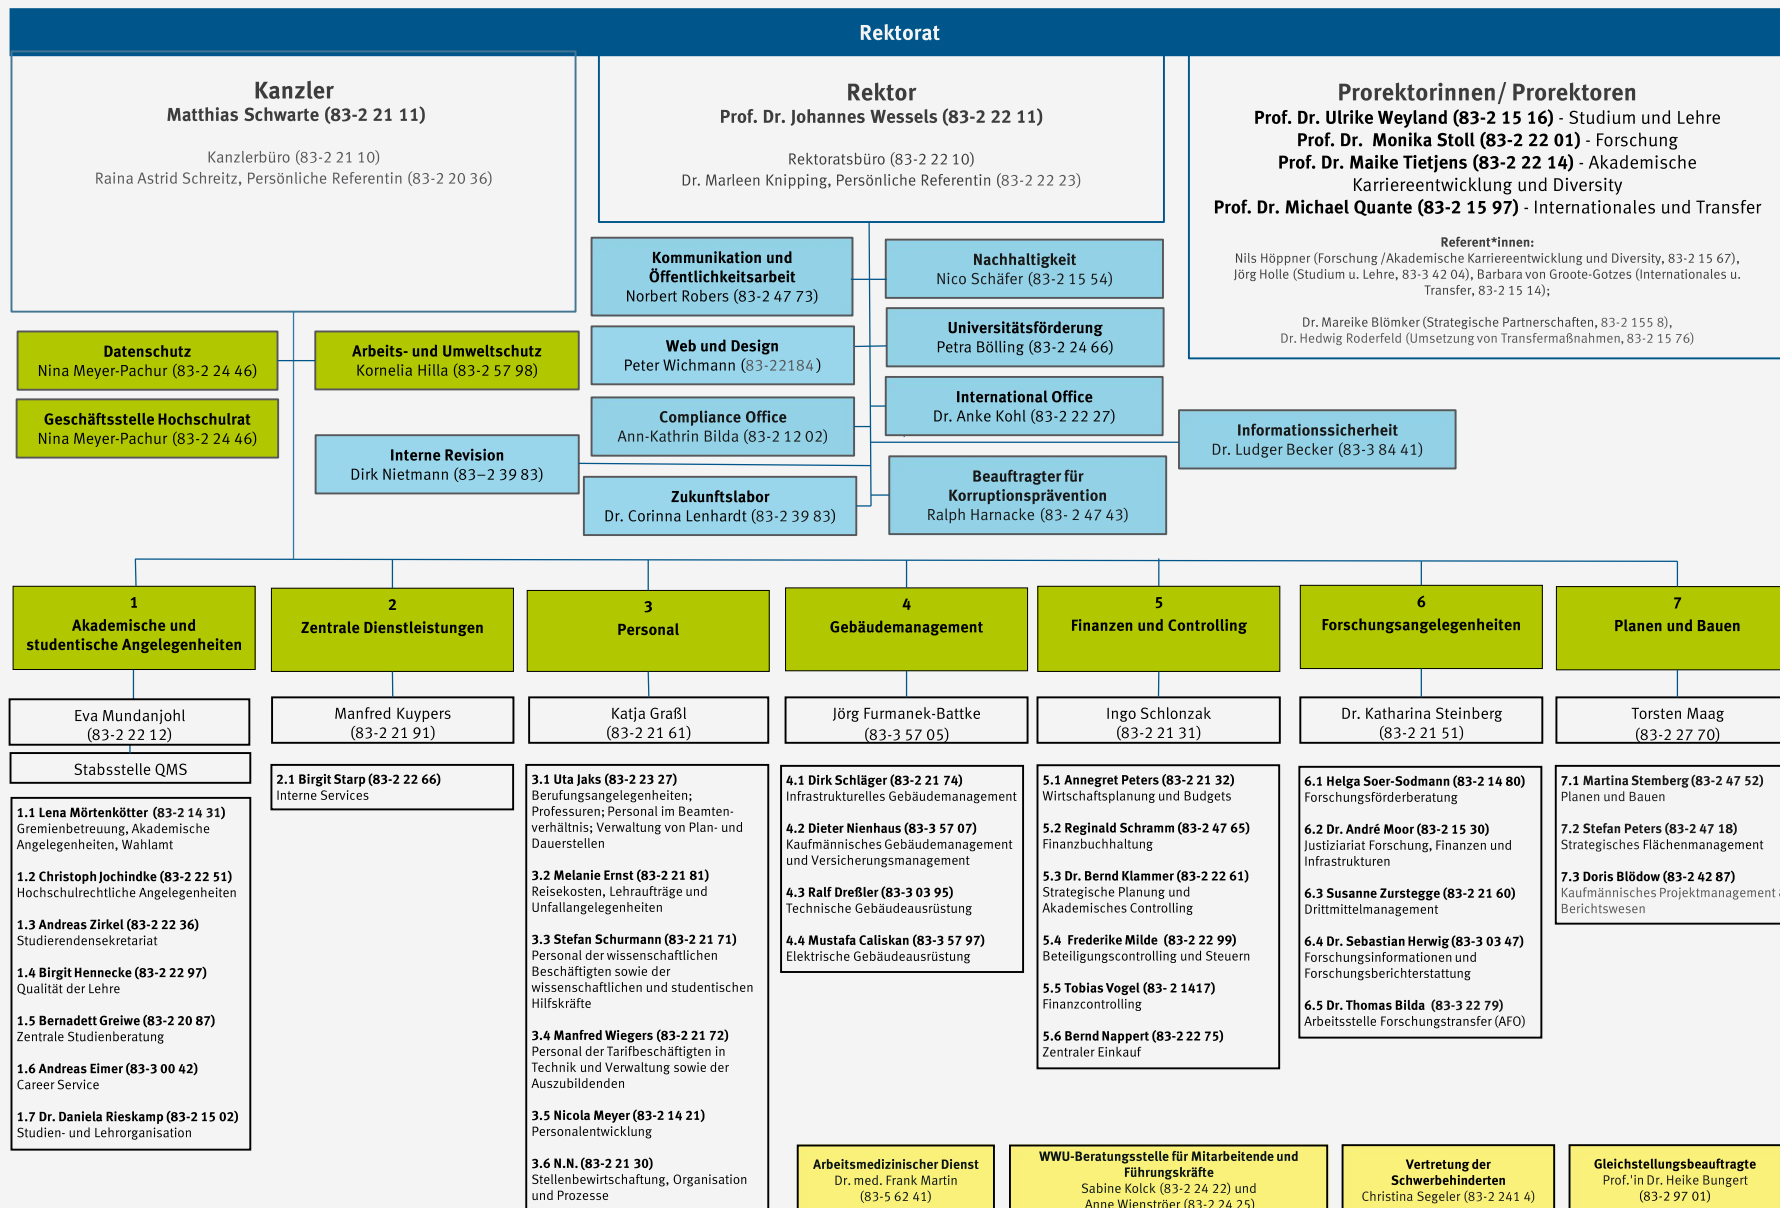 Rektorat
Kanzler
Matthias Schwarte (83-2 21 11)
Kanzlerbüro (83-2 21 10)
Raina Astrid Schreitz, Persönliche Referentin (83-2 20 36)
Rektor
Prof. Dr. Johannes Wessels (83-2 22 11)
Rektoratsbüro (83-2 22 10)
Dr. Marleen Knipping, Persönliche Referentin (83-2 22 23)
Prorektorinnen/ Prorektoren
Prof. Dr. Ulrike Weyland (83-2 15 16) - Studium und Lehre
Prof. Dr. Monika Stoll (83-2 22 01) - Forschung
Prof. Dr. Maike Tietjens (83-2 22 14) - Akademische
Karriereentwicklung und Diversity
Prof. Dr. Michael Quante (83-2 15 97) - Internationales und Transfer
Referent*innen:
Nils Höppner (Forschung /Akademische Karriereentwicklung und Diversity, 83-2 15 67),
Jörg Holle (Studium u. Lehre, 83-3 42 04), Barbara von Groote-Gotzes (Internationales u.
Transfer, 83-2 15 14);
Dr. Mareike Blömker (Strategische Partnerschaften, 83-2 155 8),
Dr. Hedwig Roderfeld (Umsetzung von Transfermaßnahmen, 83-2 15 76)
Kommunikation und
Öffentlichkeitsarbeit
Norbert Robers (83-2 47 73)
Nachhaltigkeit
Nico Schäfer (83-2 15 54)
Web und Design
Peter Wichmann (83-22184)
Universitätsförderung
Petra Bölling (83-2 24 66)
Compliance Office
Ann-Kathrin Bilda (83-2 12 02)
International Office
Dr. Anke Kohl (83-2 22 27)
Informationssicherheit
Dr. Ludger Becker (83-3 84 41)
Datenschutz
Nina Meyer-Pachur (83-2 24 46)
Arbeits- und Umweltschutz
Kornelia Hilla (83-2 57 98)
Geschäftsstelle Hochschulrat
Nina Meyer-Pachur (83-2 24 46)
Interne Revision
Dirk Nietmann (83–2 39 83)
Zukunftslabor
Dr. Corinna Lenhardt (83-2 39 83)
Beauftragter für
Korruptionsprävention
Ralph Harnacke (83- 2 47 43)
1
Akademische und
studentische Angelegenheiten
Eva Mundanjohl
(83-2 22 12)
Stabsstelle QMS
1.1 Lena Mörtenkötter (83-2 14 31)
Gremienbetreuung, Akademische
Angelegenheiten, Wahlamt
1.2 Christoph Jochindke (83-2 22 51)
Hochschulrechtliche Angelegenheiten
1.3 Andreas Zirkel (83-2 22 36)
Studierendensekretariat
1.4 Birgit Hennecke (83-2 22 97)
Qualität der Lehre
1.5 Bernadett Greiwe (83-2 20 87)
Zentrale Studienberatung
1.6 Andreas Eimer (83-3 00 42)
Career Service
1.7 Dr. Daniela Rieskamp (83-2 15 02)
Studien- und Lehrorganisation
2
Zentrale Dienstleistungen
Manfred Kuypers
(83-2 21 91)
2.1 Birgit Starp (83-2 22 66)
Interne Services
3
Personal
Katja Graßl
(83-2 21 61)
3.1 Uta Jaks (83-2 23 27)
Berufungsangelegenheiten;
Professuren; Personal im Beamten-
verhältnis; Verwaltung von Plan- und
Dauerstellen
3.2 Melanie Ernst (83-2 21 81)
Reisekosten, Lehraufträge und
Unfallangelegenheiten
3.3 Stefan Schurmann (83-2 21 71)
Personal der wissenschaftlichen
Beschäftigten sowie der
wissenschaftlichen und studentischen
Hilfskräfte
3.4 Manfred Wiegers (83-2 21 72)
Personal der Tarifbeschäftigten in
Technik und Verwaltung sowie der
Auszubildenden
3.5 Nicola Meyer (83-2 14 21)
Personalentwicklung
3.6 N.N. (83-2 21 30)
Stellenbewirtschaftung, Organisation
und Prozesse
4
Gebäudemanagement
Jörg Furmanek-Battke
(83-3 57 05)
4.1 Dirk Schläger (83-2 21 74)
Infrastrukturelles Gebäudemanagement
4.2 Dieter Nienhaus (83-3 57 07)
Kaufmännisches Gebäudemanagement
und Versicherungsmanagement
4.3 Ralf Dreßler (83-3 03 95)
Technische Gebäudeausrüstung
4.4 Mustafa Caliskan (83-3 57 97)
Elektrische Gebäudeausrüstung
5
Finanzen und Controlling
Ingo Schlonzak
(83-2 21 31)
5.1 Annegret Peters (83-2 21 32)
Wirtschaftsplanung und Budgets
5.2 Reginald Schramm (83-2 47 65)
Finanzbuchhaltung
5.3 Dr. Bernd Klammer (83-2 22 61)
Strategische Planung und
Akademisches Controlling
5.4 Frederike Milde (83-2 22 99)
Beteiligungscontrolling und Steuern
5.5 Tobias Vogel (83- 2 1417)
Finanzcontrolling
5.6 Bernd Nappert (83-2 22 75)
Zentraler Einkauf
6
Forschungsangelegenheiten
Dr. Katharina Steinberg
(83-2 21 51)
6.1 Helga Soer-Sodmann (83-2 14 80)
Forschungsförderberatung
6.2 Dr. André Moor (83-2 15 30)
Justiziariat Forschung, Finanzen und
Infrastrukturen
6.3 Susanne Zurstegge (83-2 21 60)
Drittmittelmanagement
6.4 Dr. Sebastian Herwig (83-3 03 47)
Forschungsinformationen und
Forschungsberichterstattung
6.5 Dr. Thomas Bilda (83-3 22 79)
Arbeitsstelle Forschungstransfer (AFO)
7
Planen und Bauen
Torsten Maag
(83-2 27 70)
7.1 Martina Stemberg (83-2 47 52)
Planen und Bauen
7.2 Stefan Peters (83-2 47 18)
Strategisches Flächenmanagement
7.3 Doris Blödow (83-2 42 87)
Kaufmännisches Projektmanagement
Berichtswesen
Arbeitsmedizinischer Dienst
Dr. med. Frank Martin
(83-5 62 41)
WWU-Beratungsstelle für Mitarbeitende und
Führungskräfte
Sabine Kolck (83-2 24 22) und
Anne Wienströer (83-2 24 25)
Vertretung der
Schwerbehinderten
Christina Segeler (83-2 241 4)
Gleichstellungsbeauftragte
Prof.'in Dr. Heike Bungert
(83-2 97 01)